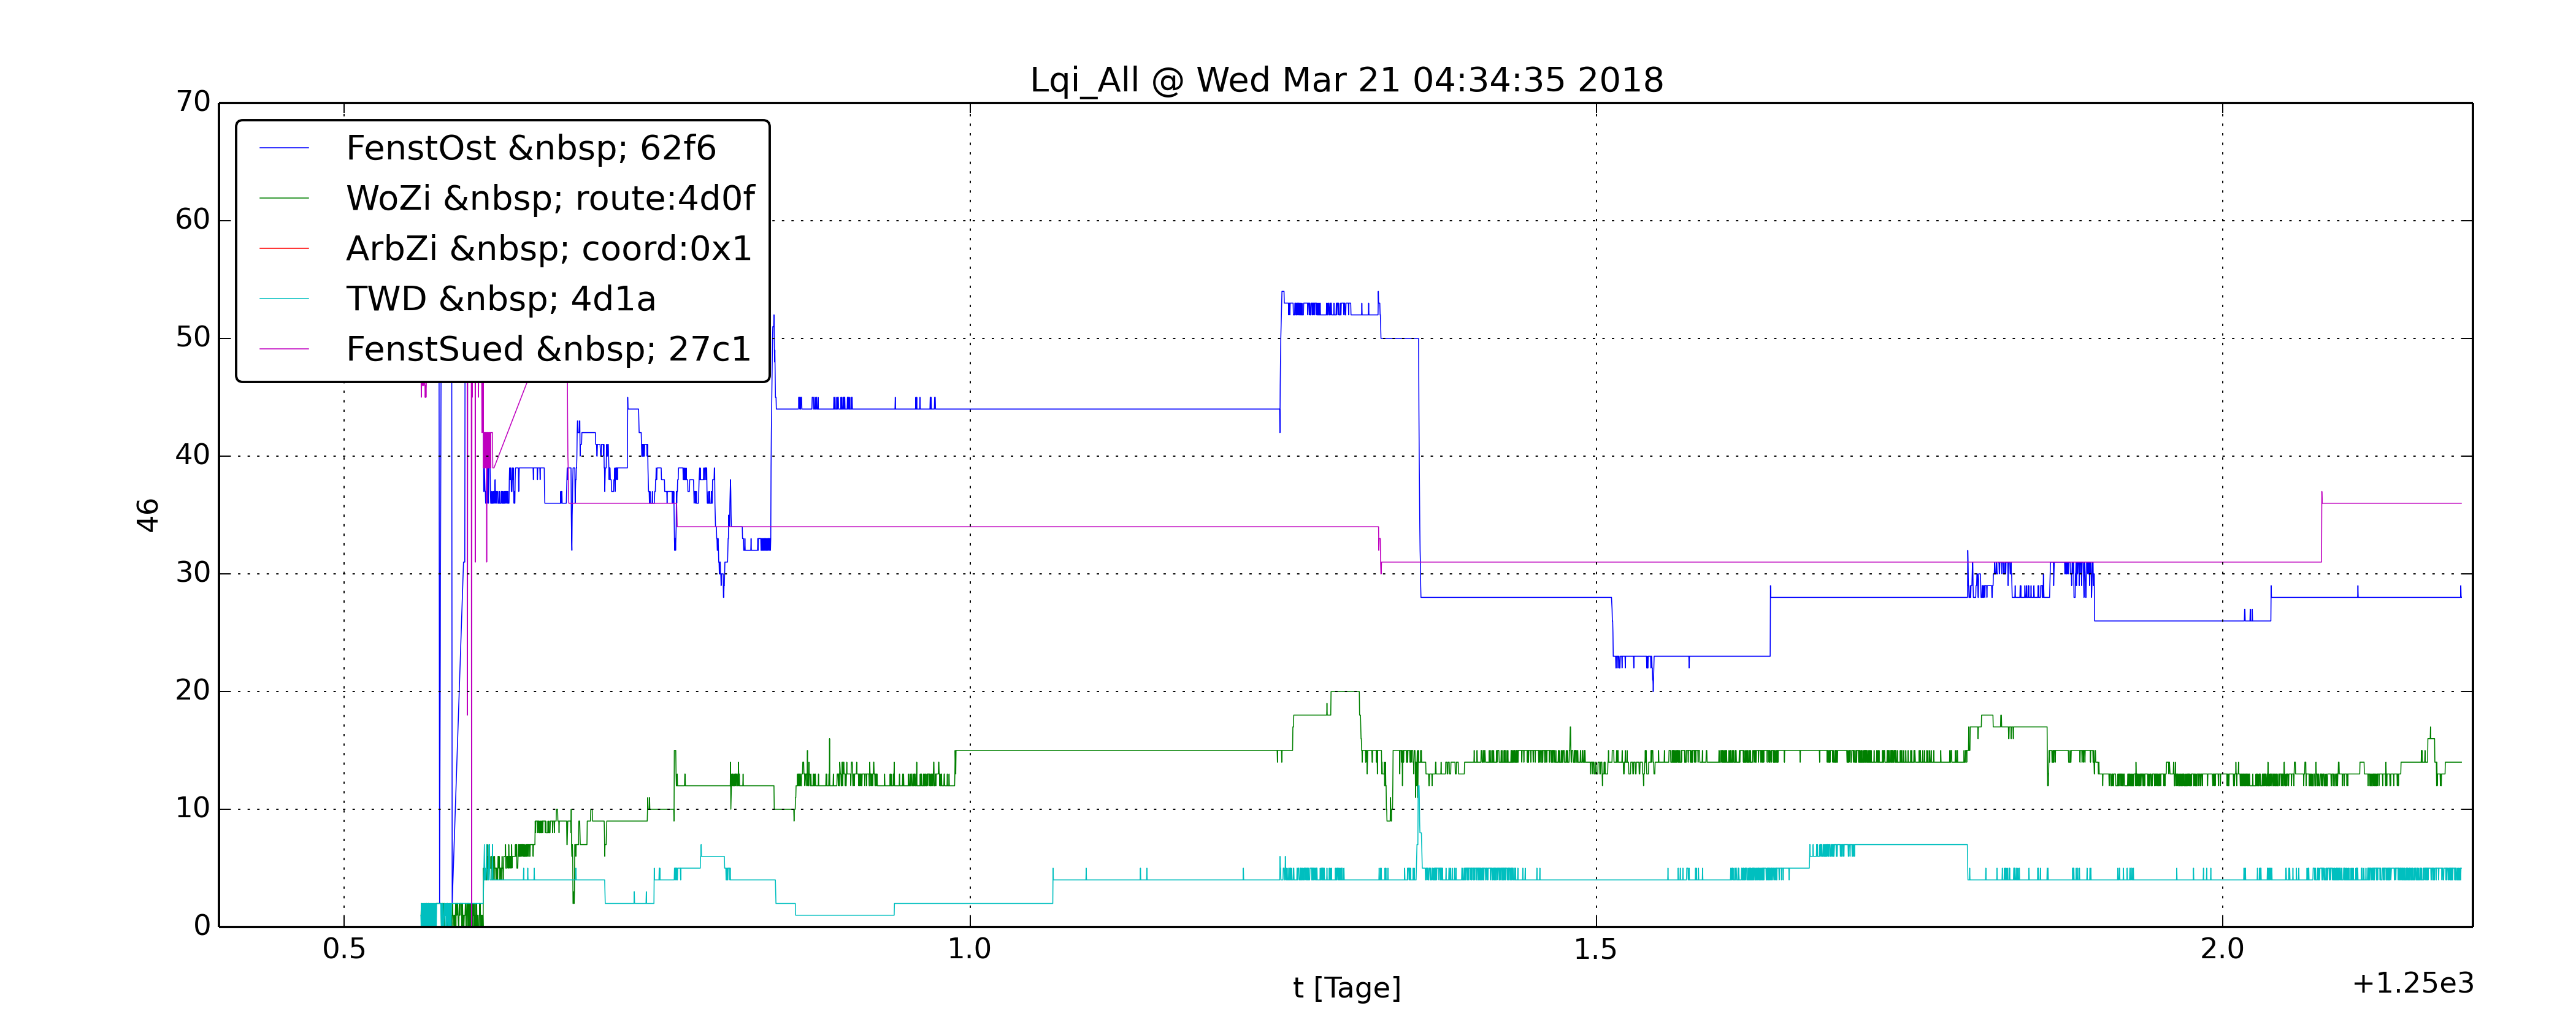 Lqi_All @ Wed Mar 21 04:34:35 2018
70
60
50
40
30
20
10
0
46
FenstOst &nbsp; 62f6
WoZi &nbsp; route:4d0f
ArbZi &nbsp; coord:0x1
TWD &nbsp; 4d1a
FenstSued &nbsp; 27c1
0.5 1.0 1.5 2.0
t [Tage]
+1.25e3